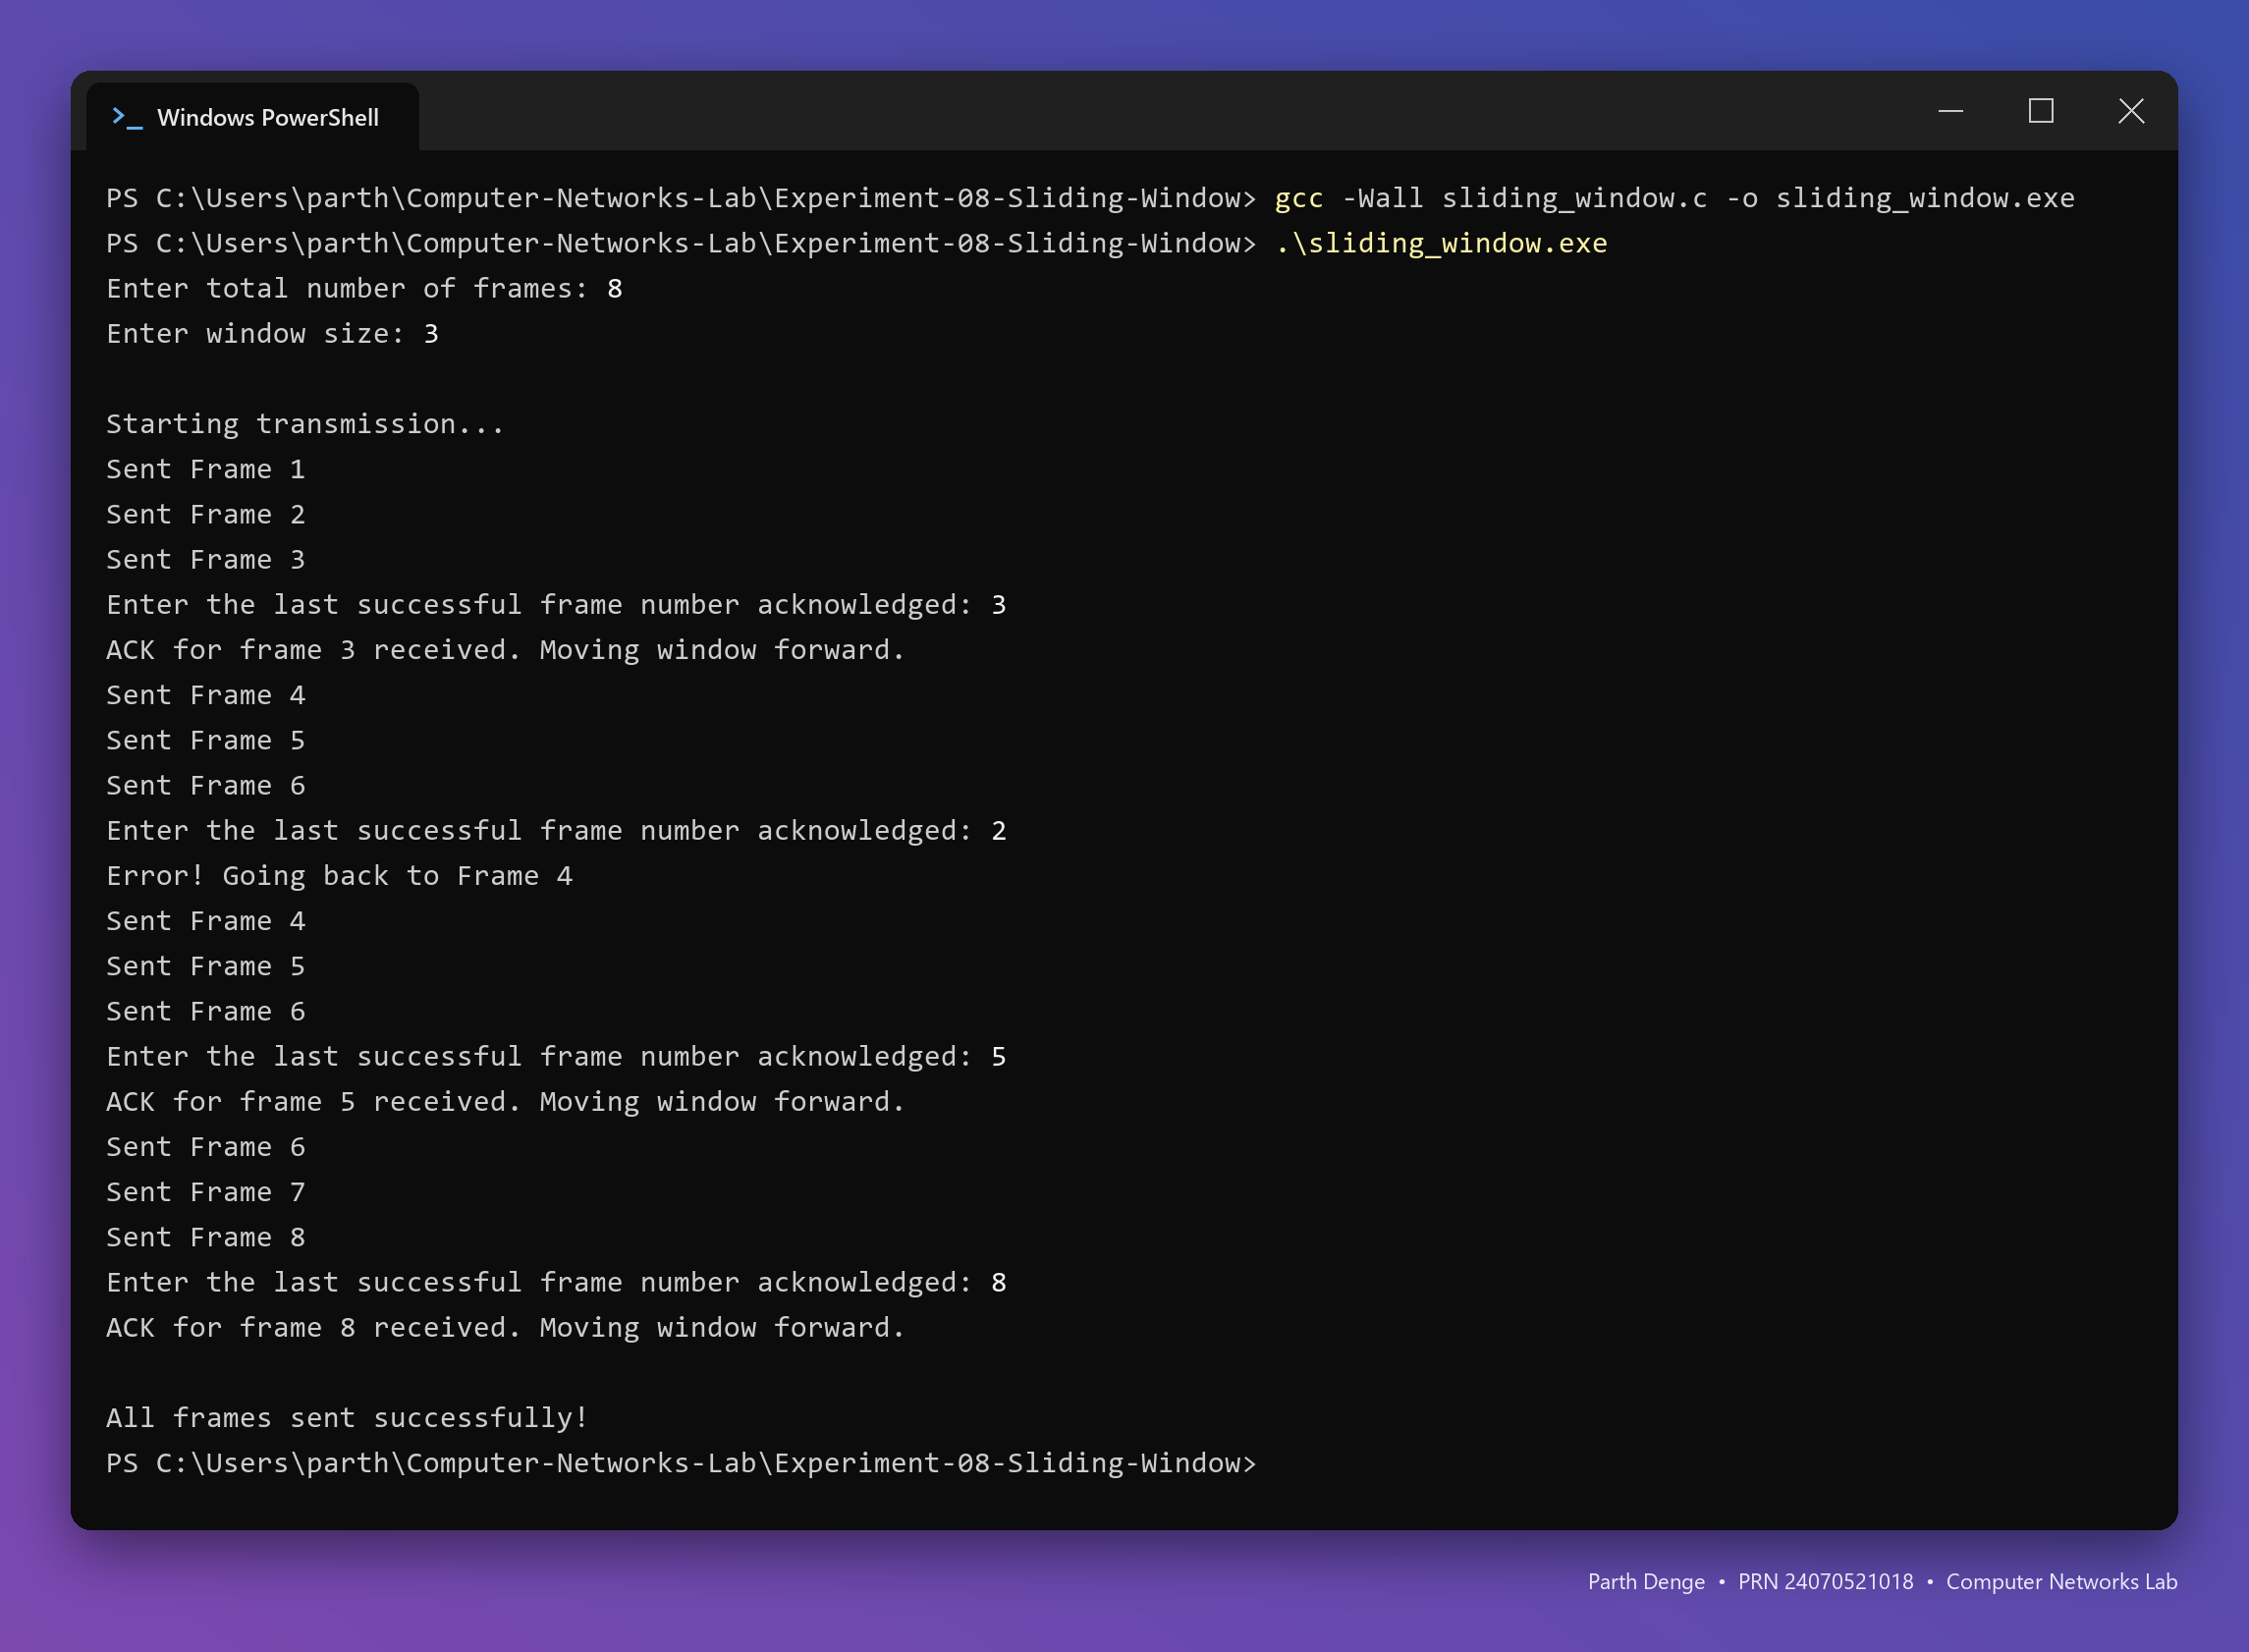 >_ Windows PowerShell
PS C:\Users\parth\Computer-Networks-Lab\Experiment-08-Sliding-Window> gcc -Wall sliding_window.c -o sliding_window.exe
PS C:\Users\parth\Computer-Networks-Lab\Experiment-08-Sliding-Window> .\sliding_window.exe
Enter total number of frames: 8
Enter window size: 3
Starting transmission...
Sent Frame 1
Sent Frame 2
Sent Frame 3
Enter the last successful frame number acknowledged: 3
ACK for frame 3 received. Moving window forward.
Sent Frame 4
Sent Frame 5
Sent Frame 6
Enter the last successful frame number acknowledged: 2
Error! Going back to Frame 4
Sent Frame 4
Sent Frame 5
Sent Frame 6
Enter the last successful frame number acknowledged: 5
ACK for frame 5 received. Moving window forward.
Sent Frame 6
Sent Frame 7
Sent Frame 8
Enter the last successful frame number acknowledged: 8
ACK for frame 8 received. Moving window forward.
All frames sent successfully!
PS C:\Users\parth\Computer-Networks-Lab\Experiment-08-Sliding-Window>
Parth Denge • PRN 24070521018 • Computer Networks Lab